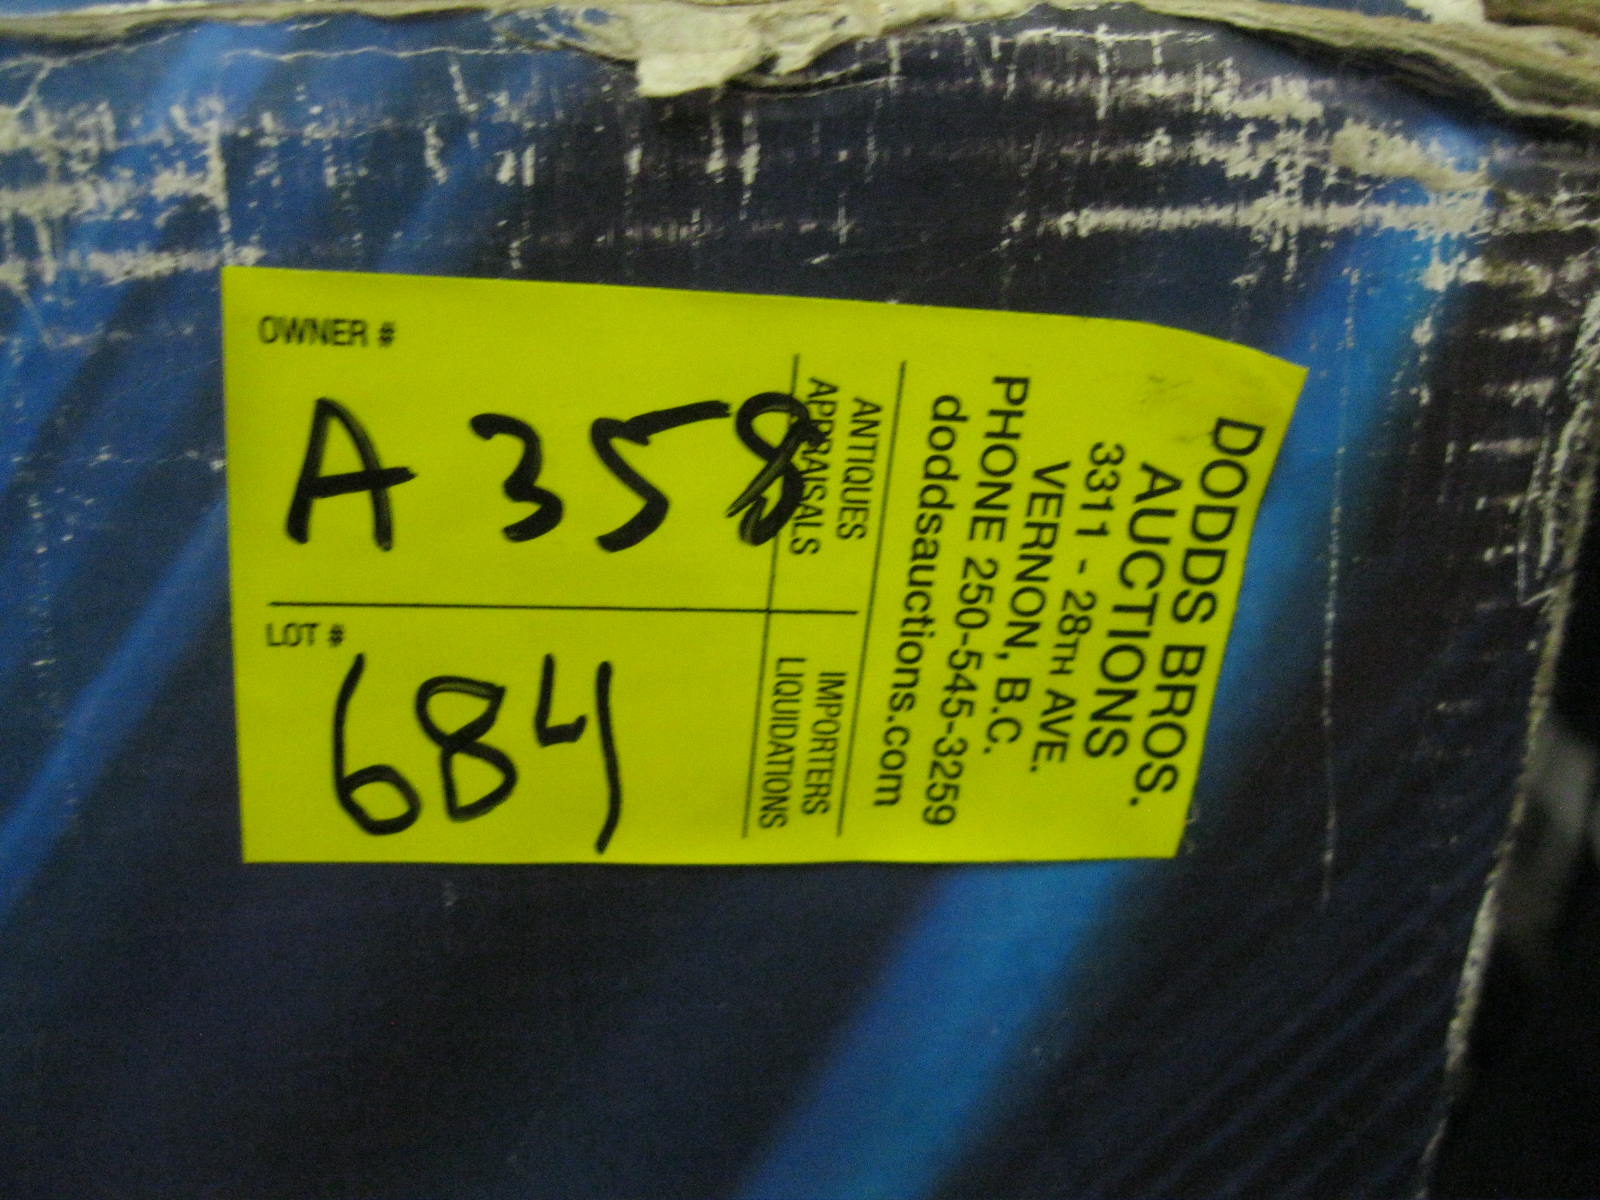 OWNER #
A 358
LOT #
684
DODDS BROS.
AUCTIONS
3311 - 28TH AVE.
VERNON, B.C.
PHONE 250-545-3259
doddsauctions.com
ANTIQUES
APPRAISALS
IMPORTERS
LIQUIDATIONS